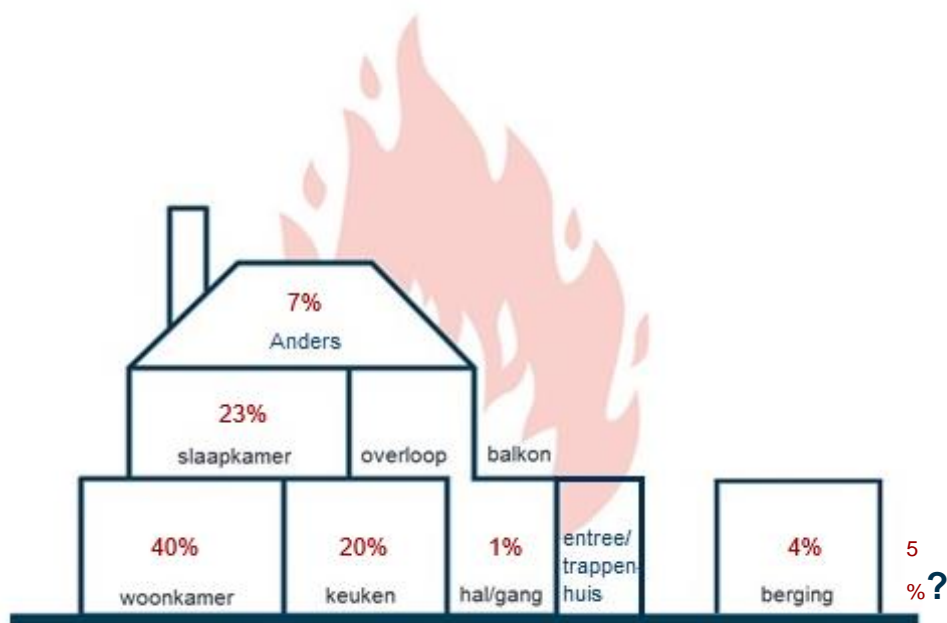 7%
Anders
23%
slaapkamer
overloop
balkon
40%
woonkamer
20%
keuken
1%
hal/gang
entree/
trappen-
huis
4%
berging
5
%?